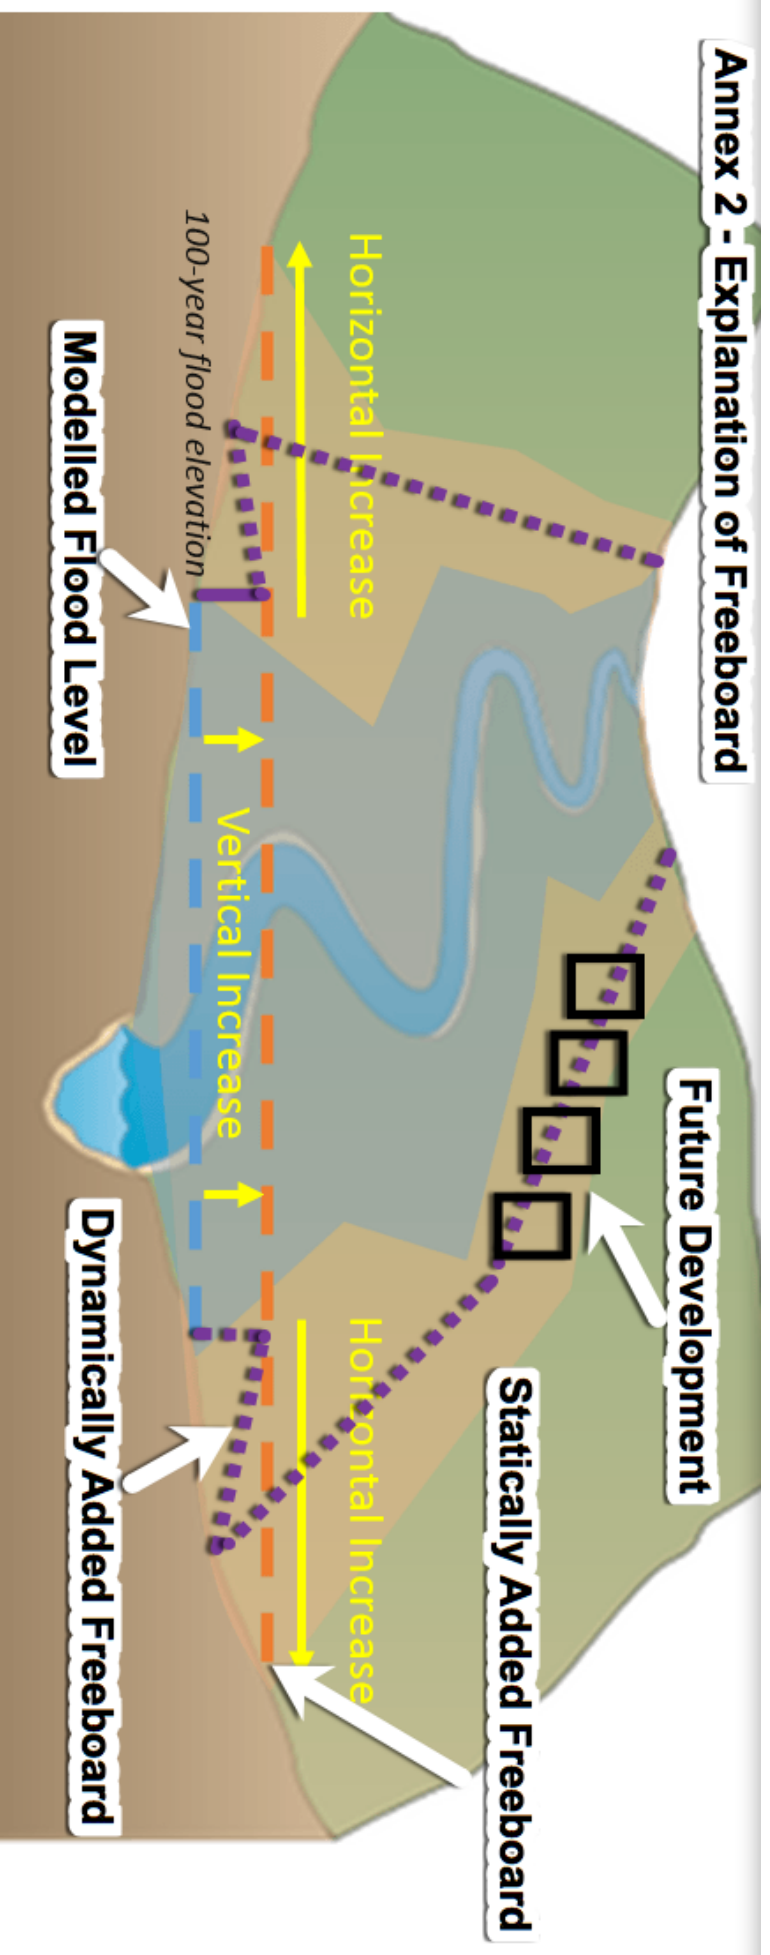 Annex 2 - Explanation of Freeboard
Future Development
Statically Added Freeboard
Horizontal Increase
Horizontal Increase
Vertical Increase
100-year flood elevation
Modelled Flood Level
Dynamically Added Freeboard